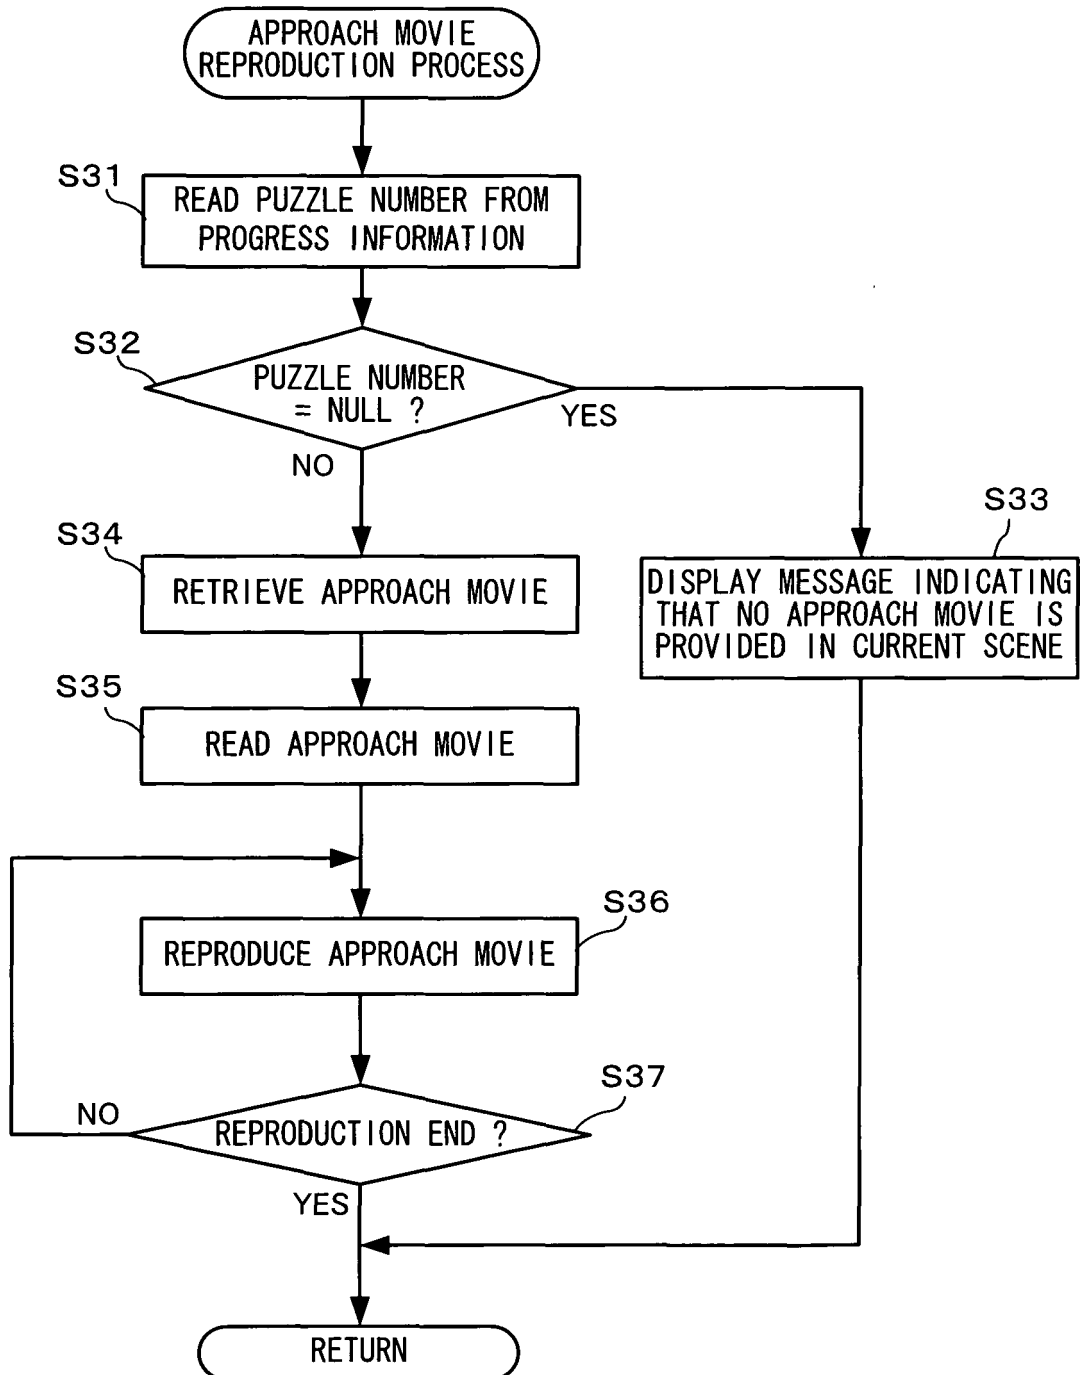 APPROACH MOVIE
REPRODUCTION PROCESS
S31
READ PUZZLE NUMBER FROM
PROGRESS INFORMATION
S32
PUZZLE NUMBER
= NULL ?
YES
NO
S33
DISPLAY MESSAGE INDICATING
THAT NO APPROACH MOVIE IS
PROVIDED IN CURRENT SCENE
S34
RETRIEVE APPROACH MOVIE
S35
READ APPROACH MOVIE
S36
REPRODUCE APPROACH MOVIE
S37
REPRODUCTION END ?
NO
YES
RETURN